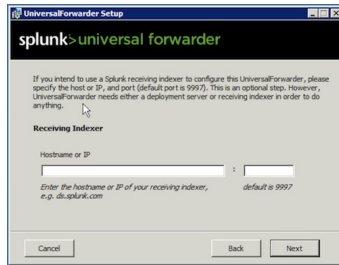 UniversalForwarder Setup
splunk>universal forwarder
If you intend to use a Splunk receiving indexer to configure this UniversalForwarder, please
specify the host or IP, and port (default port is 9997). This is an optional step. However,
UniversalForwarder needs either a deployment server or receiving indexer in order to do
anything.
Receiving Indexer
Hostname or IP
:
Enter the hostname or IP of your receiving indexer, default is 9997
e.g. ds.splunk.com
Cancel Back Next